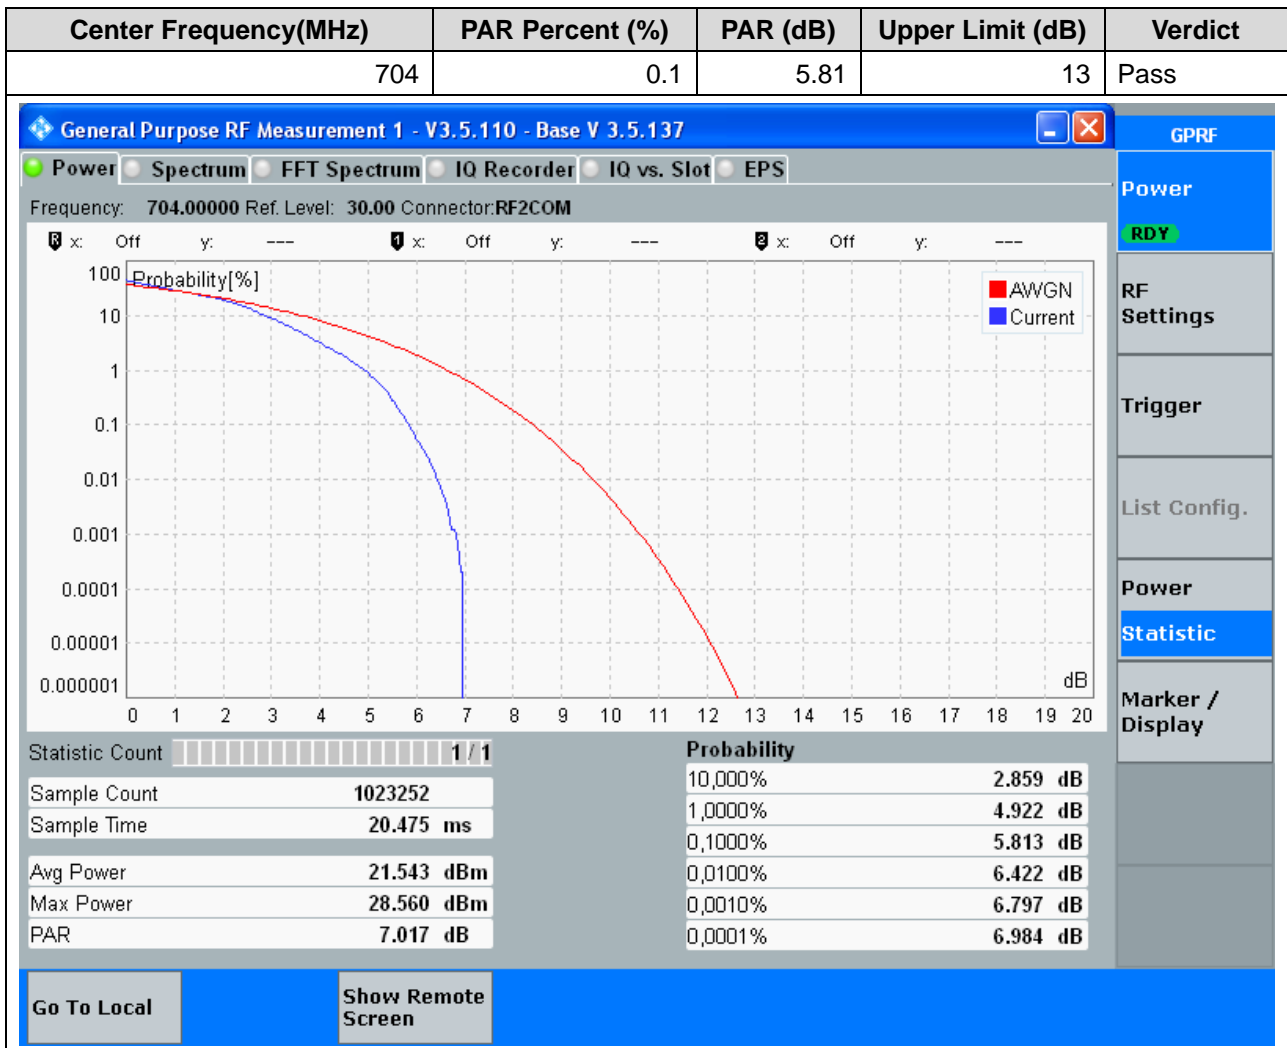 Center Frequency(MHz) PAR Percent (%) PAR (dB) Upper Limit (dB) Verdict
704 0.1 5.81 13 Pass
General Purpose RF Measurement 1 - V3.5.110 - Base V 3.5.137
GPRF
Power Spectrum FFT Spectrum IQ Recorder IQ vs. Slot EPS
Power
RDY
Frequency: 704.00000 Ref. Level: 30.00 Connector:RF2COM
R x: Off y: --- 1 x: Off y: --- 2 x: Off y: ---
Probability[%]
AWGN
Current
100
10
1
0.1
0.01
0.001
0.0001
0.00001
0.000001
dB
0 1 2 3 4 5 6 7 8 9 10 11 12 13 14 15 16 17 18 19 20
RF
Settings
Trigger
List Config.
Power
Statistic
Marker /
Display
Statistic Count 1 / 1
Sample Count 1023252
Sample Time 20.475 ms
Avg Power 21.543 dBm
Max Power 28.560 dBm
PAR 7.017 dB
Probability
10,000% 2.859 dB
1,0000% 4.922 dB
0,1000% 5.813 dB
0,0100% 6.422 dB
0,0010% 6.797 dB
0,0001% 6.984 dB
Go To Local
Show Remote
Screen